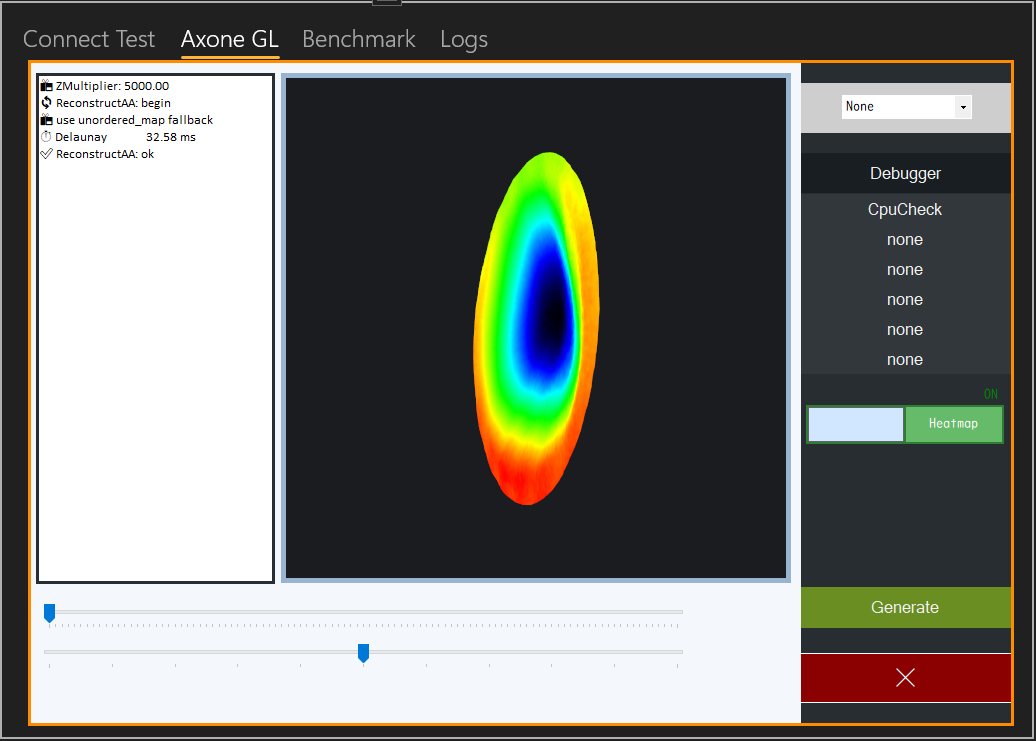 Connect Test Axone GL Benchmark Logs
ZMultiplier: 5000.00
ReconstructAA: begin
use unordered_map fallback
Delaunay 32.58 ms
ReconstructAA: ok
None
Debugger
CpuCheck
none
none
none
none
none
ON
Heatmap
Generate